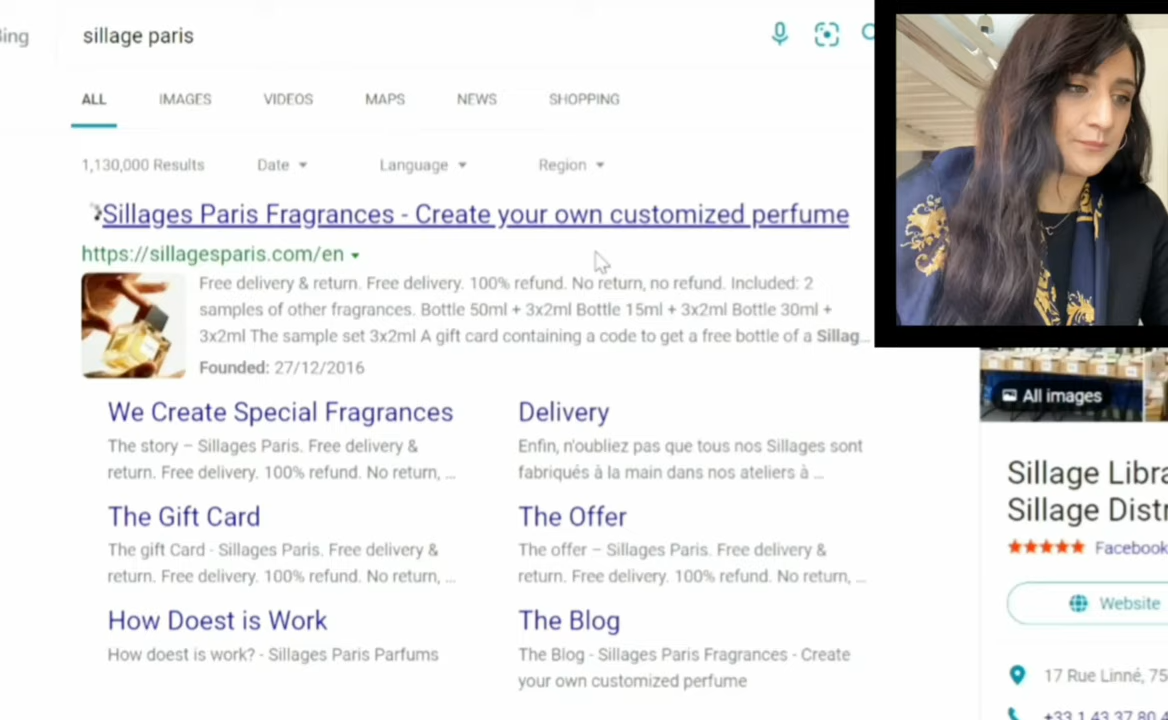 sillage paris
ALL IMAGES VIDEOS MAPS NEWS SHOPPING
1,130,000 Results Date Language Region
Sillages Paris Fragrances - Create your own customized perfume
https://sillagesparis.com/en
Free delivery & return. Free delivery. 100% refund. No return, no refund. Included: 2
samples of other fragrances. Bottle 50ml + 3x2ml Bottle 15ml + 3x2ml Bottle 30ml +
3x2ml The sample set 3x2ml A gift card containing a code to get a free bottle of a Sillag...
Founded: 27/12/2016
We Create Special Fragrances
The story – Sillages Paris. Free delivery &
return. Free delivery. 100% refund. No return, ...
Delivery
Enfin, n'oubliez pas que tous nos Sillages sont
fabriqués à la main dans nos ateliers à ...
The Gift Card
The gift Card - Sillages Paris. Free delivery &
return. Free delivery. 100% refund. No return, ...
The Offer
The offer – Sillages Paris. Free delivery &
return. Free delivery. 100% refund. No return, ...
How Doest is Work
How doest is work? - Sillages Paris Parfums
The Blog
The Blog - Sillages Paris Fragrances - Create
your own customized perfume
All images
Sillage Libra
Sillage Distr
Facebook
Website
17 Rue Linné, 75